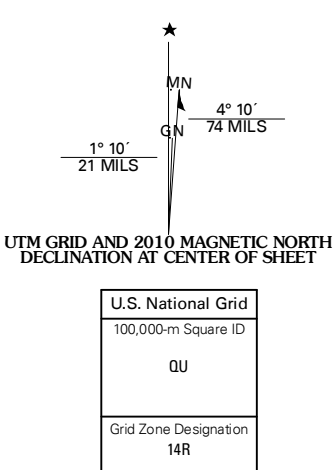 MN
4° 10´
74 MILS
GN
1° 10´
21 MILS
UTM GRID AND 2010 MAGNETIC NORTH
DECLINATION AT CENTER OF SHEET
U.S. National Grid
100,000-m Square ID
QU
Grid Zone Designation
14R